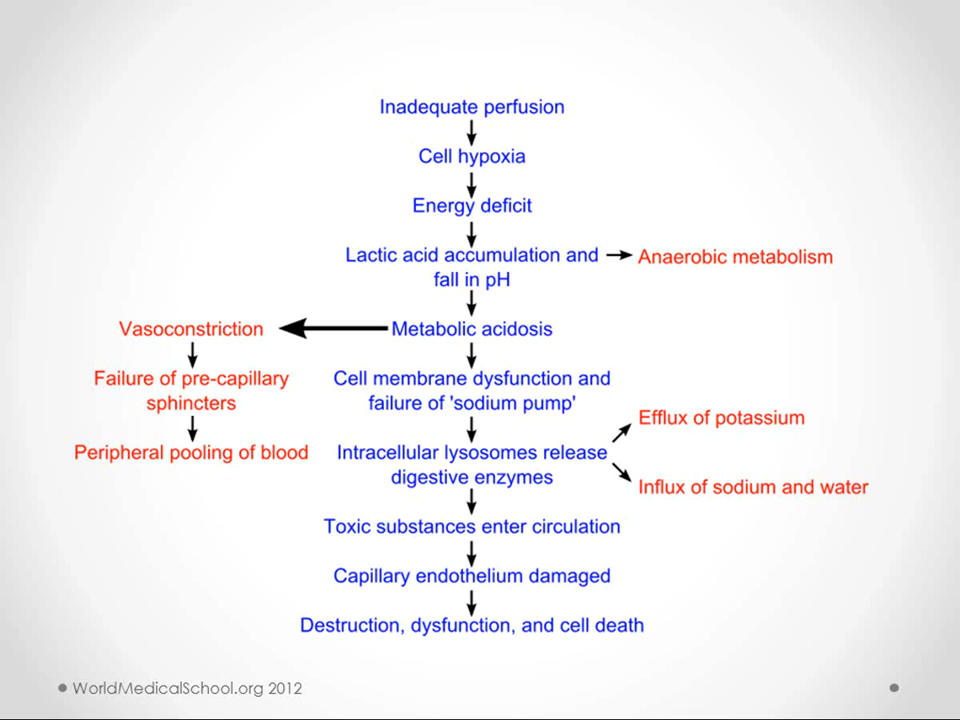 Inadequate perfusion
Cell hypoxia
Energy deficit
Lactic acid accumulation and
fall in pH
Anaerobic metabolism
Metabolic acidosis
Vasoconstriction
Failure of pre-capillary
sphincters
Peripheral pooling of blood
Cell membrane dysfunction and
failure of 'sodium pump'
Intracellular lysosomes release
digestive enzymes
Efflux of potassium
Influx of sodium and water
Toxic substances enter circulation
Capillary endothelium damaged
Destruction, dysfunction, and cell death
WorldMedicalSchool.org 2012